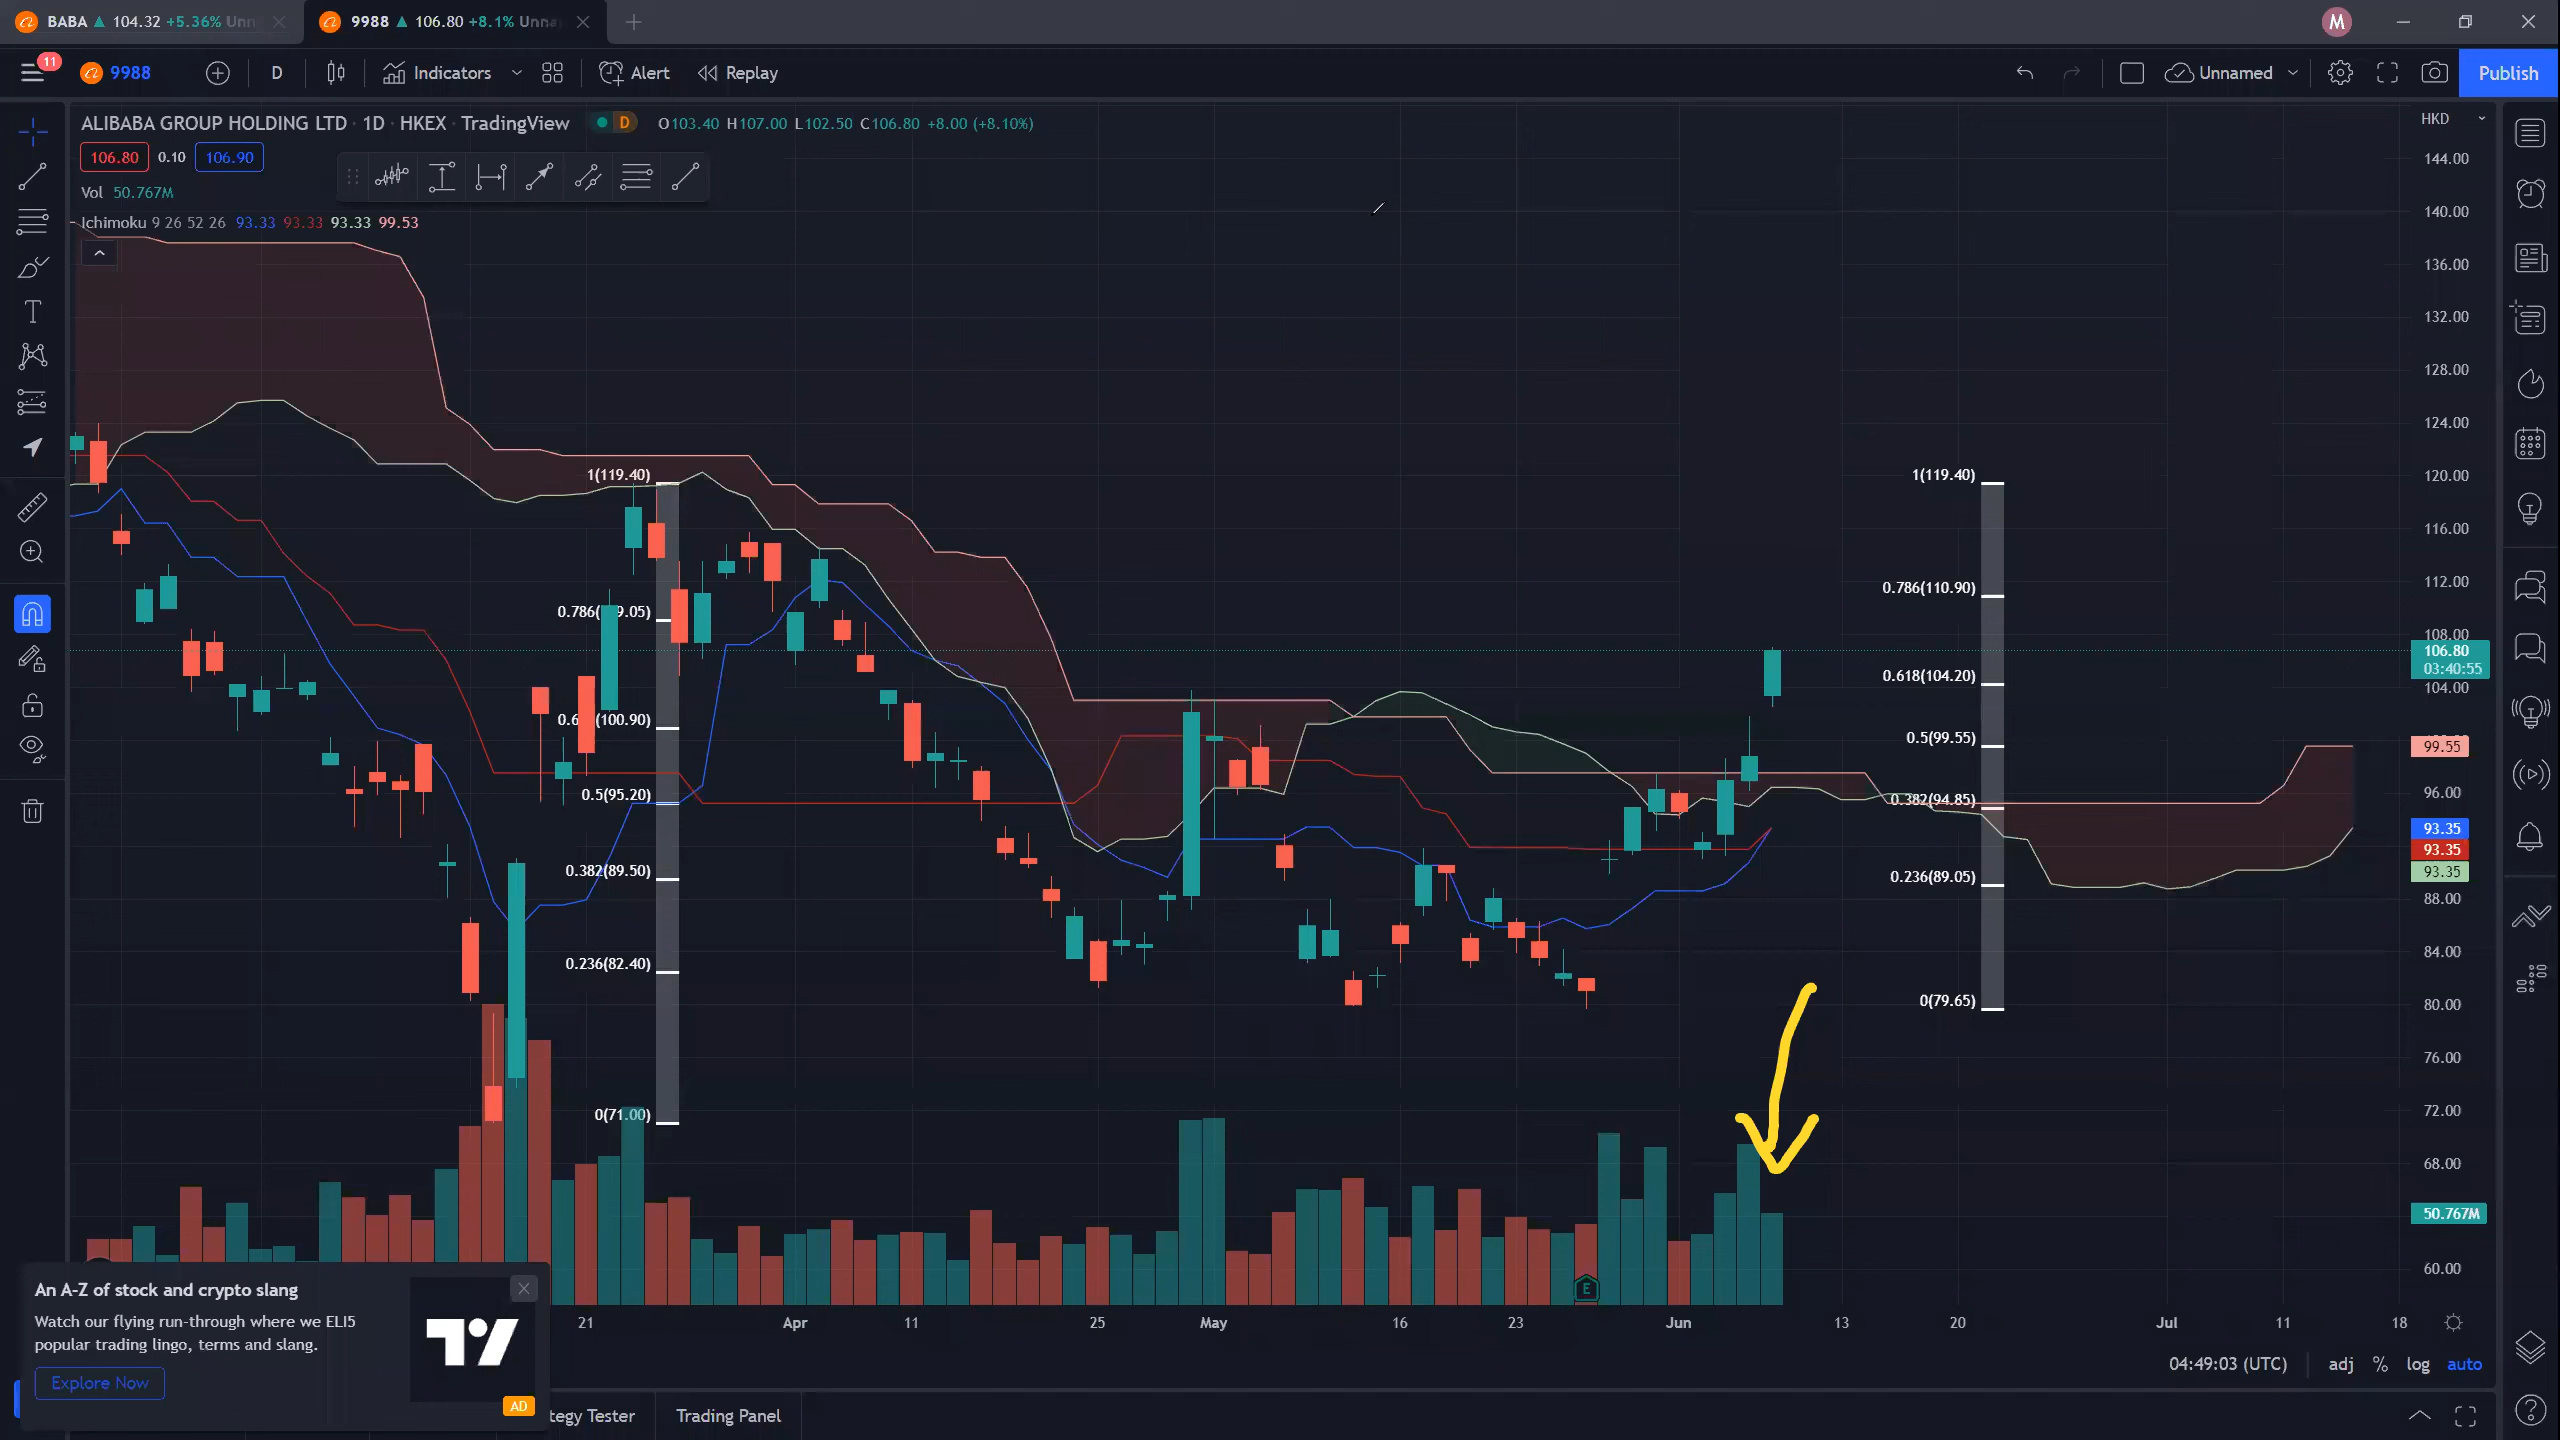 BABA ▲ 104.32 +5.36% Unn
9988 ▲ 106.80 +8.1% Unna
M
11
9988
D
Indicators
Alert
Replay
Unnamed
Publish
ALIBABA GROUP HOLDING LTD · 1D · HKEX · TradingView
D
O103.40 H107.00 L102.50 C106.80 +8.00 (+8.10%)
HKD
106.80
0.10
106.90
Vol 50.767M
Ichimoku 9 26 52 26 93.33 93.33 93.33 99.53
144.00
140.00
136.00
132.00
128.00
124.00
120.00
116.00
112.00
108.00
106.80
03:40:55
104.00
99.55
96.00
93.35
93.35
93.35
88.00
84.00
80.00
76.00
72.00
68.00
50.767M
60.00
1(119.40)
0.5(95.20)
0.382(89.50)
0.236(82.40)
0(71.00)
1(119.40)
0.786(110.90)
0.618(104.20)
0.5(99.55)
0.382(94.85)
0.236(89.05)
0(79.65)
E
21
Apr
11
25
May
16
23
Jun
13
20
Jul
11
18
An A-Z of stock and crypto slang
Watch our flying run-through where we ELI5
popular trading lingo, terms and slang.
Explore Now
AD
04:49:03 (UTC)
adj
%
log
auto
tegy Tester
Trading Panel